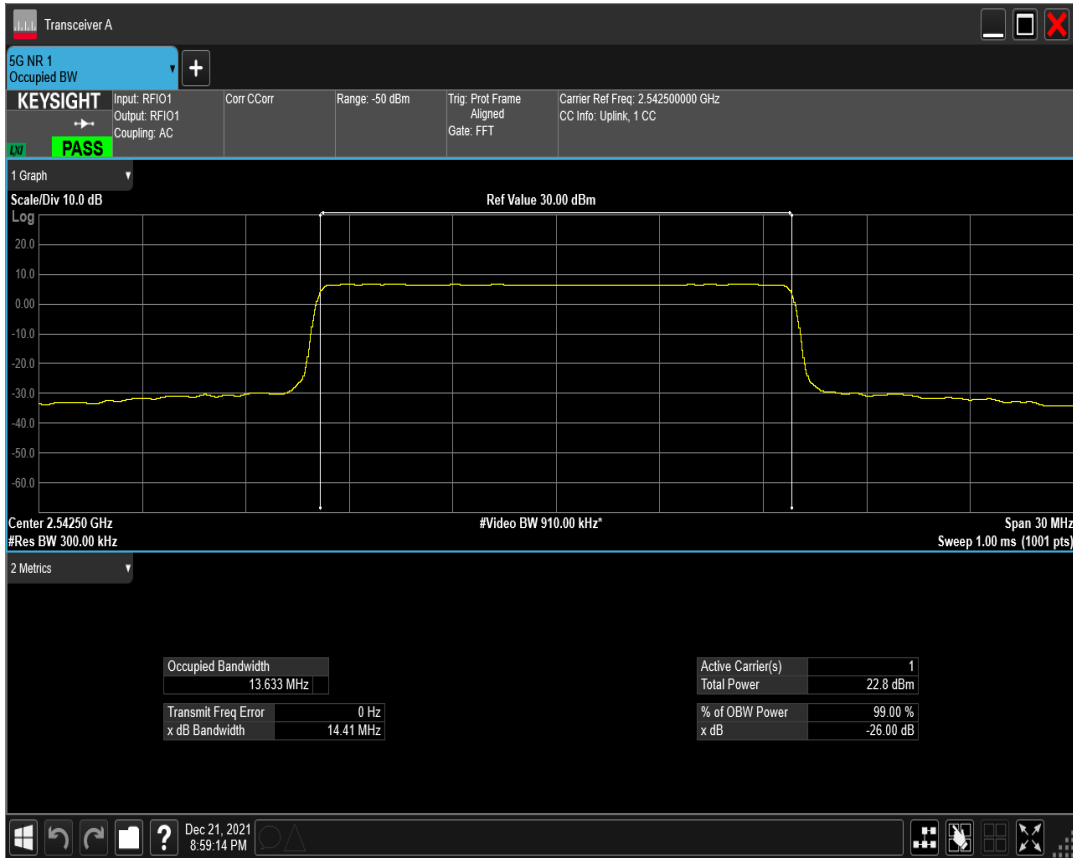 Transceiver A
5G NR 1
Occupied BW
+
KEYSIGHT
LXI
PASS
Input: RFIO1
Output: RFIO1
Coupling: AC
Corr CCorr
Range: -50 dBm
Trig: Prot Frame
Aligned
Gate: FFT
Carrier Ref Freq: 2.542500000 GHz
CC Info: Uplink, 1 CC
1 Graph
Scale/Div 10.0 dB
Ref Value 30.00 dBm
Log
20.0
10.0
0.00
-10.0
-20.0
-30.0
-40.0
-50.0
-60.0
Center 2.54250 GHz
#Video BW 910.00 kHz*
Span 30 MHz
#Res BW 300.00 kHz
Sweep 1.00 ms (1001 pts)
2 Metrics
Occupied Bandwidth
13.633 MHz
Transmit Freq Error 0 Hz
x dB Bandwidth 14.41 MHz
Active Carrier(s) 1
Total Power 22.8 dBm
% of OBW Power 99.00 %
x dB -26.00 dB
?
Dec 21, 2021
8:59:14 PM